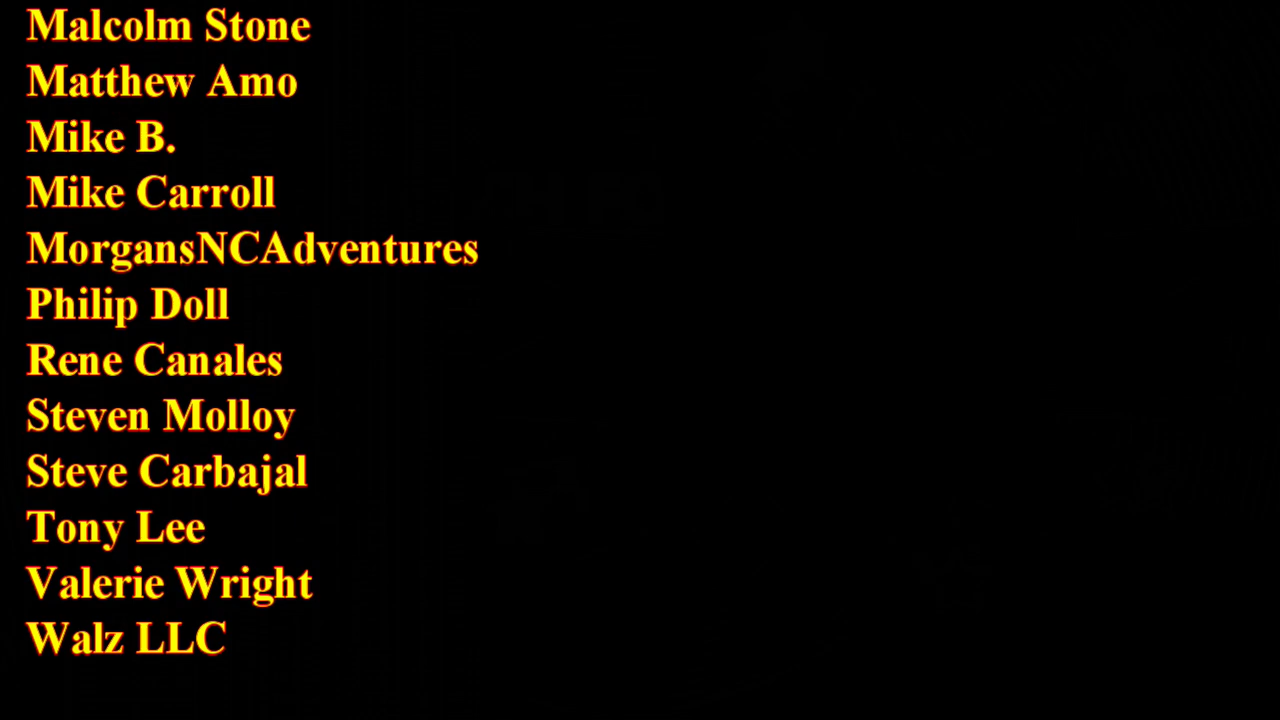 Malcolm Stone
Matthew Amo
Mike B.
Mike Carroll
MorgansNCAdventures
Philip Doll
Rene Canales
Steven Molloy
Steve Carbajal
Tony Lee
Valerie Wright
Walz LLC